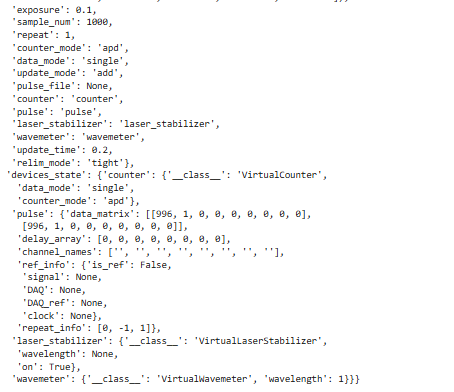 'exposure': 0.1,
'sample_num': 1000,
'repeat': 1,
'counter_mode': 'apd',
'data_mode': 'single',
'update_mode': 'add',
'pulse_file': None,
'counter': 'counter',
'pulse': 'pulse',
'laser_stabilizer': 'laser_stabilizer',
'wavemeter': 'wavemeter',
'update_time': 0.2,
'relim_mode': 'tight'},
'devices_state': {'counter': {'__class__': 'VirtualCounter',
'data_mode': 'single',
'counter_mode': 'apd'},
'pulse': {'data_matrix': [[996, 1, 0, 0, 0, 0, 0, 0, 0],
[996, 1, 0, 0, 0, 0, 0, 0, 0]],
'delay_array': [0, 0, 0, 0, 0, 0, 0, 0],
'channel_names': ['', '', '', '', '', '', '', ''],
'ref_info': {'is_ref': False,
'signal': None,
'DAQ': None,
'DAQ_ref': None,
'clock': None},
'repeat_info': [0, -1, 1]},
'laser_stabilizer': {'__class__': 'VirtualLaserStabilizer',
'wavelength': None,
'on': True},
'wavemeter': {'__class__': 'VirtualWavemeter', 'wavelength': 1}}}